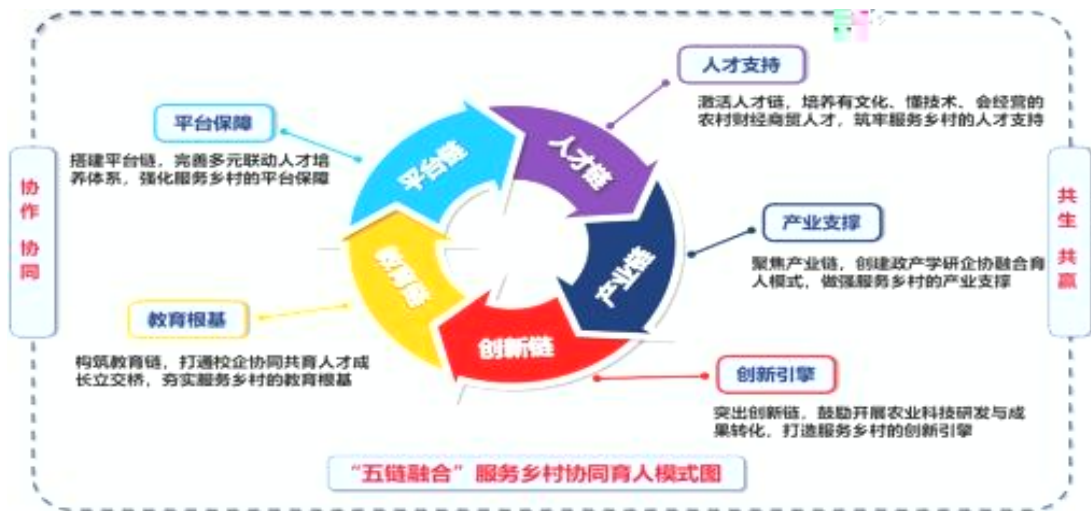 人才支持
激活人才链，培养有文化、懂技术、会经营的
农村财经商贸人才，筑牢服务乡村的人才支持
平台保障
搭建平台链，完善多元联动人才培
养体系，强化服务乡村的平台保障
平台链
人才链
协作 协同
共生 共赢
产业支撑
聚焦产业链，创建政产学研企协融合育
人模式，做强服务乡村的产业支撑
教育链
产业链
教育根基
构筑教育链，打通校企协同共育人才成
长立交桥，夯实服务乡村的教育根基
创新链
创新引擎
突出创新链，鼓励开展农业科技研发与成
果转化，打造服务乡村的创新引擎
“五链融合”服务乡村协同育人模式图